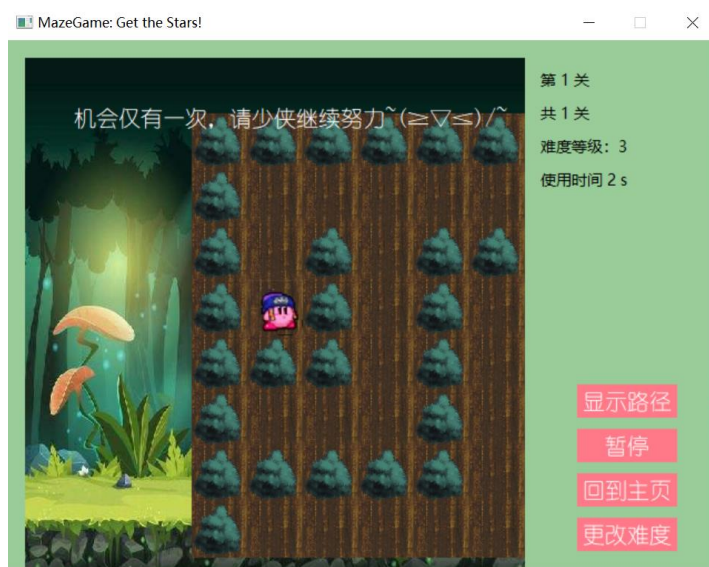 MazeGame: Get the Stars!
机会仅有一次，请少侠继续努力~(≥▽≤)/~
第 1 关
共 1 关
难度等级：3
使用时间 2 s
显示路径
暂停
回到主页
更改难度